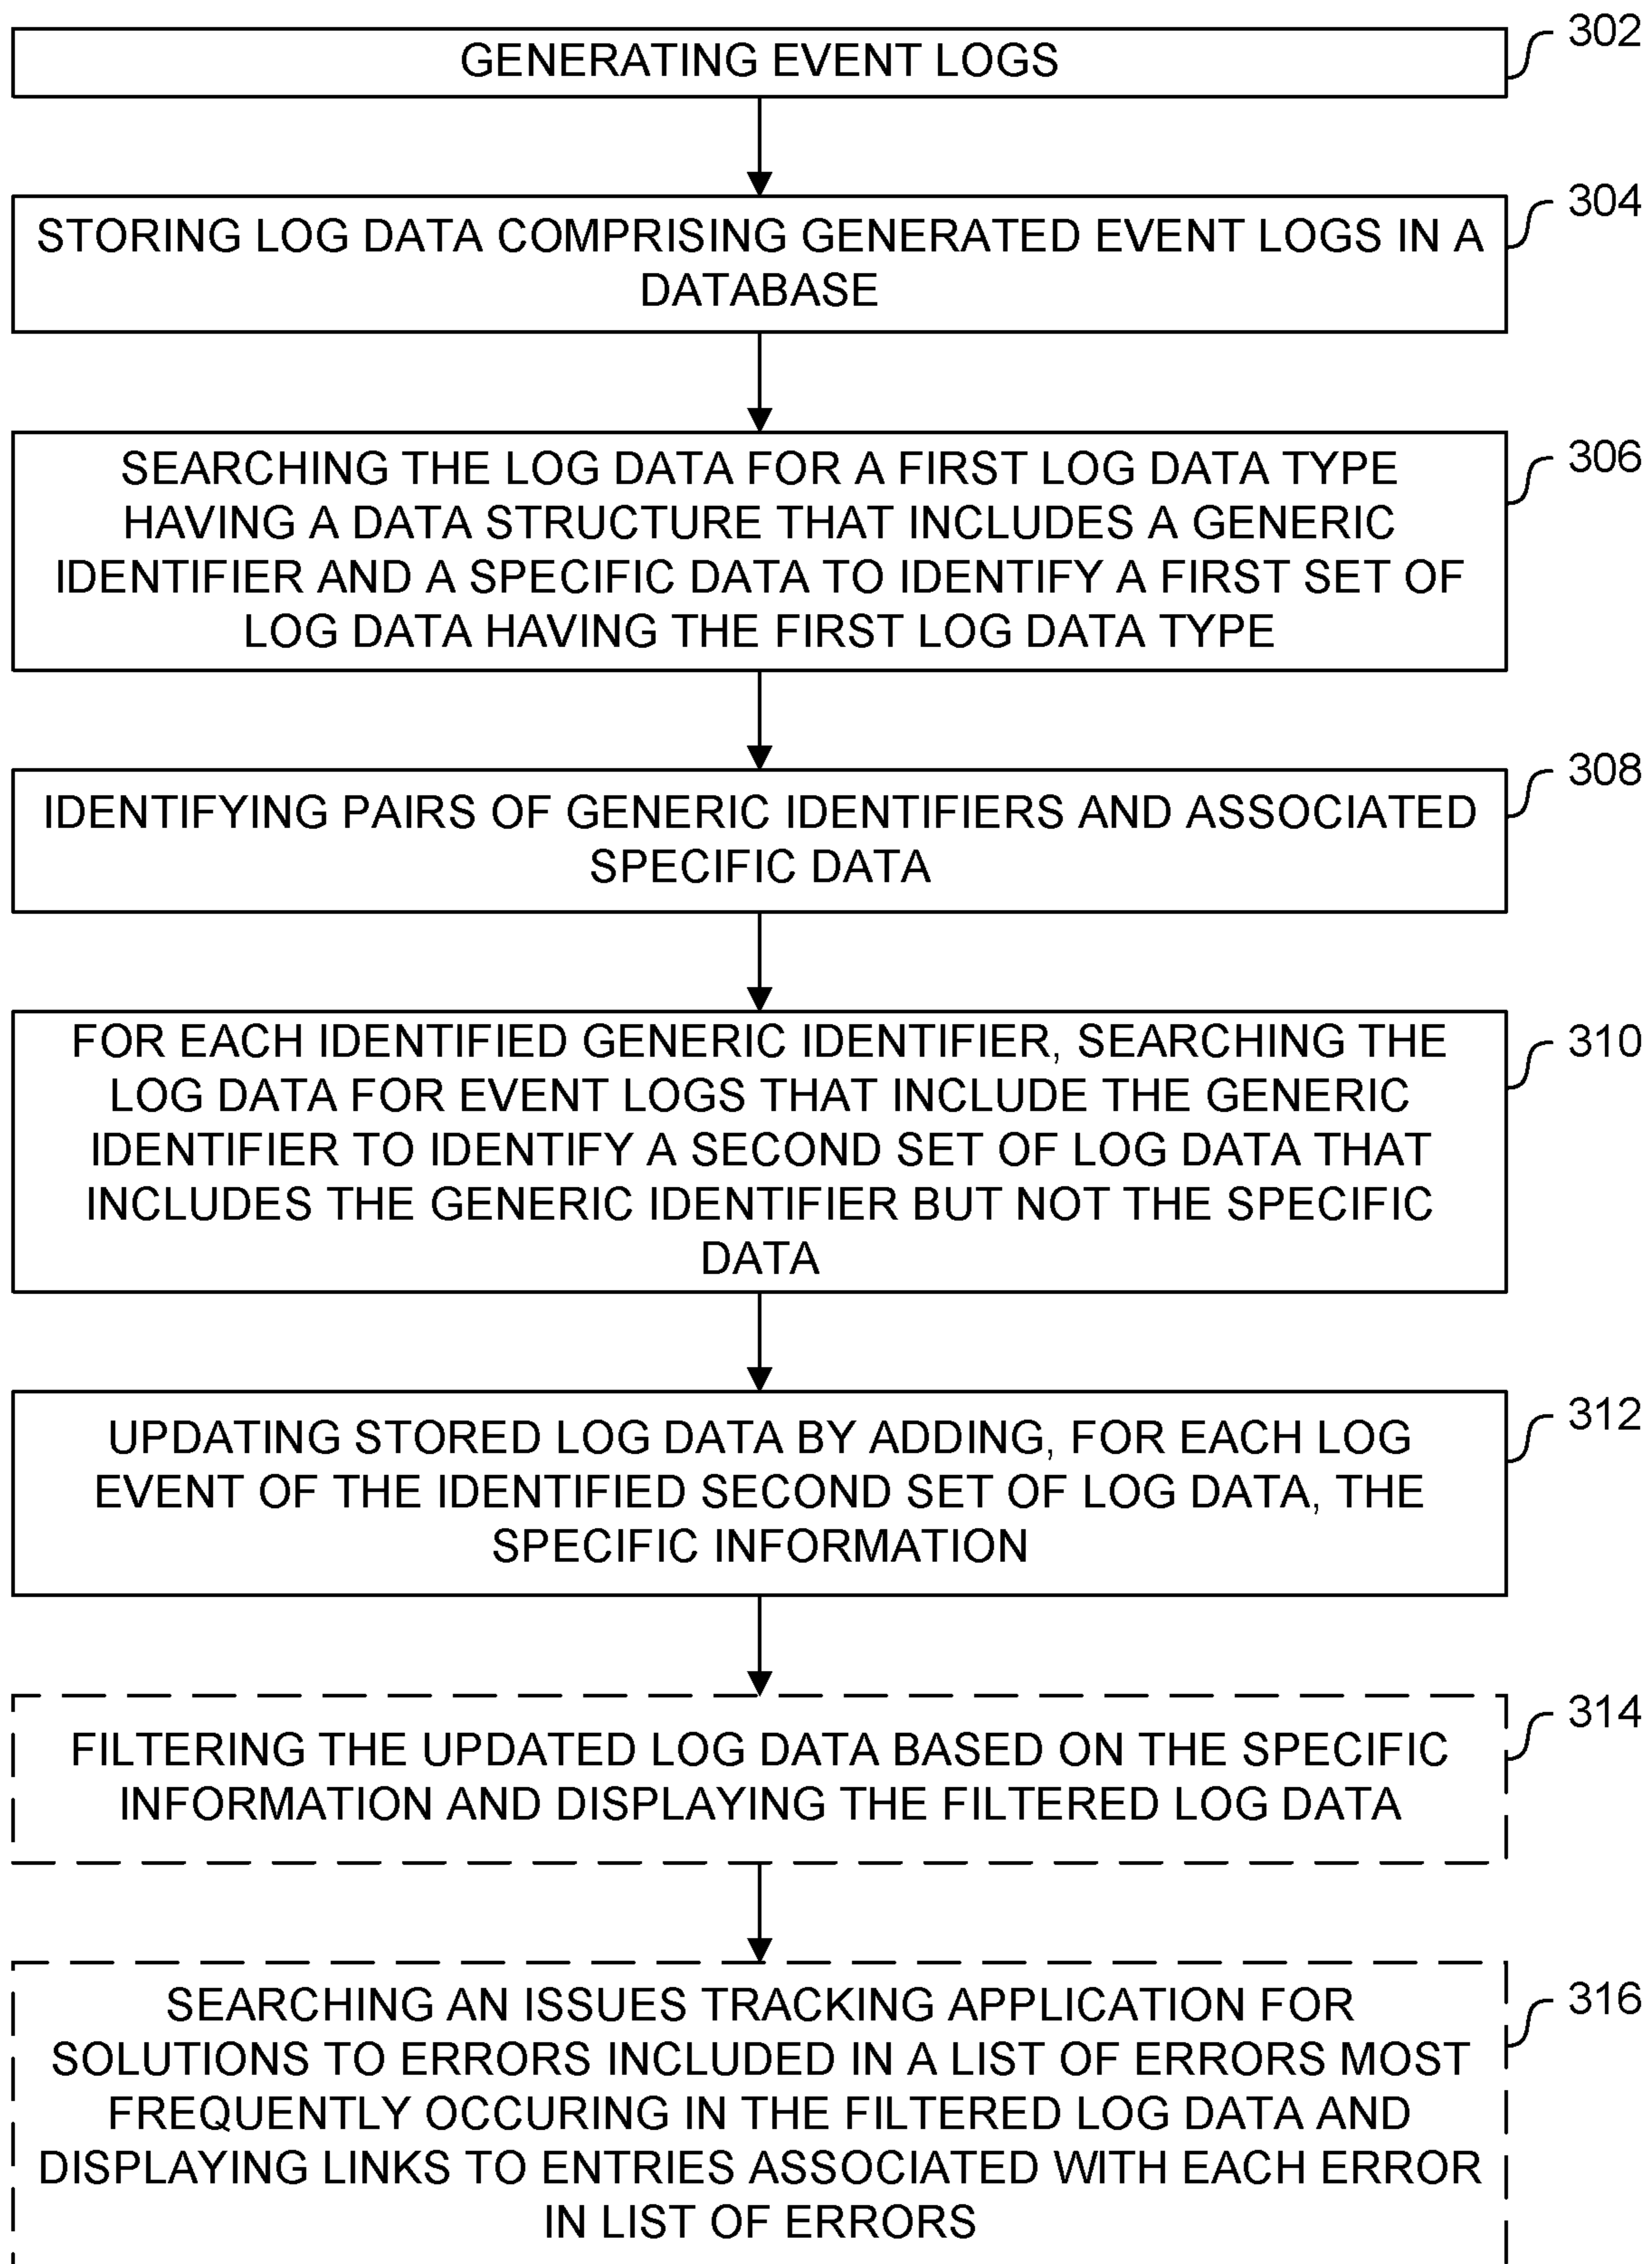 302
GENERATING EVENT LOGS
304
STORING LOG DATA COMPRISING GENERATED EVENT LOGS IN A
DATABASE
306
SEARCHING THE LOG DATA FOR A FIRST LOG DATA TYPE
HAVING A DATA STRUCTURE THAT INCLUDES A GENERIC
IDENTIFIER AND A SPECIFIC DATA TO IDENTIFY A FIRST SET OF
LOG DATA HAVING THE FIRST LOG DATA TYPE
308
IDENTIFYING PAIRS OF GENERIC IDENTIFIERS AND ASSOCIATED
SPECIFIC DATA
310
FOR EACH IDENTIFIED GENERIC IDENTIFIER, SEARCHING THE
LOG DATA FOR EVENT LOGS THAT INCLUDE THE GENERIC
IDENTIFIER TO IDENTIFY A SECOND SET OF LOG DATA THAT
INCLUDES THE GENERIC IDENTIFIER BUT NOT THE SPECIFIC
DATA
312
UPDATING STORED LOG DATA BY ADDING, FOR EACH LOG
EVENT OF THE IDENTIFIED SECOND SET OF LOG DATA, THE
SPECIFIC INFORMATION
314
FILTERING THE UPDATED LOG DATA BASED ON THE SPECIFIC
INFORMATION AND DISPLAYING THE FILTERED LOG DATA
316
SEARCHING AN ISSUES TRACKING APPLICATION FOR
SOLUTIONS TO ERRORS INCLUDED IN A LIST OF ERRORS MOST
FREQUENTLY OCCURING IN THE FILTERED LOG DATA AND
DISPLAYING LINKS TO ENTRIES ASSOCIATED WITH EACH ERROR
IN LIST OF ERRORS